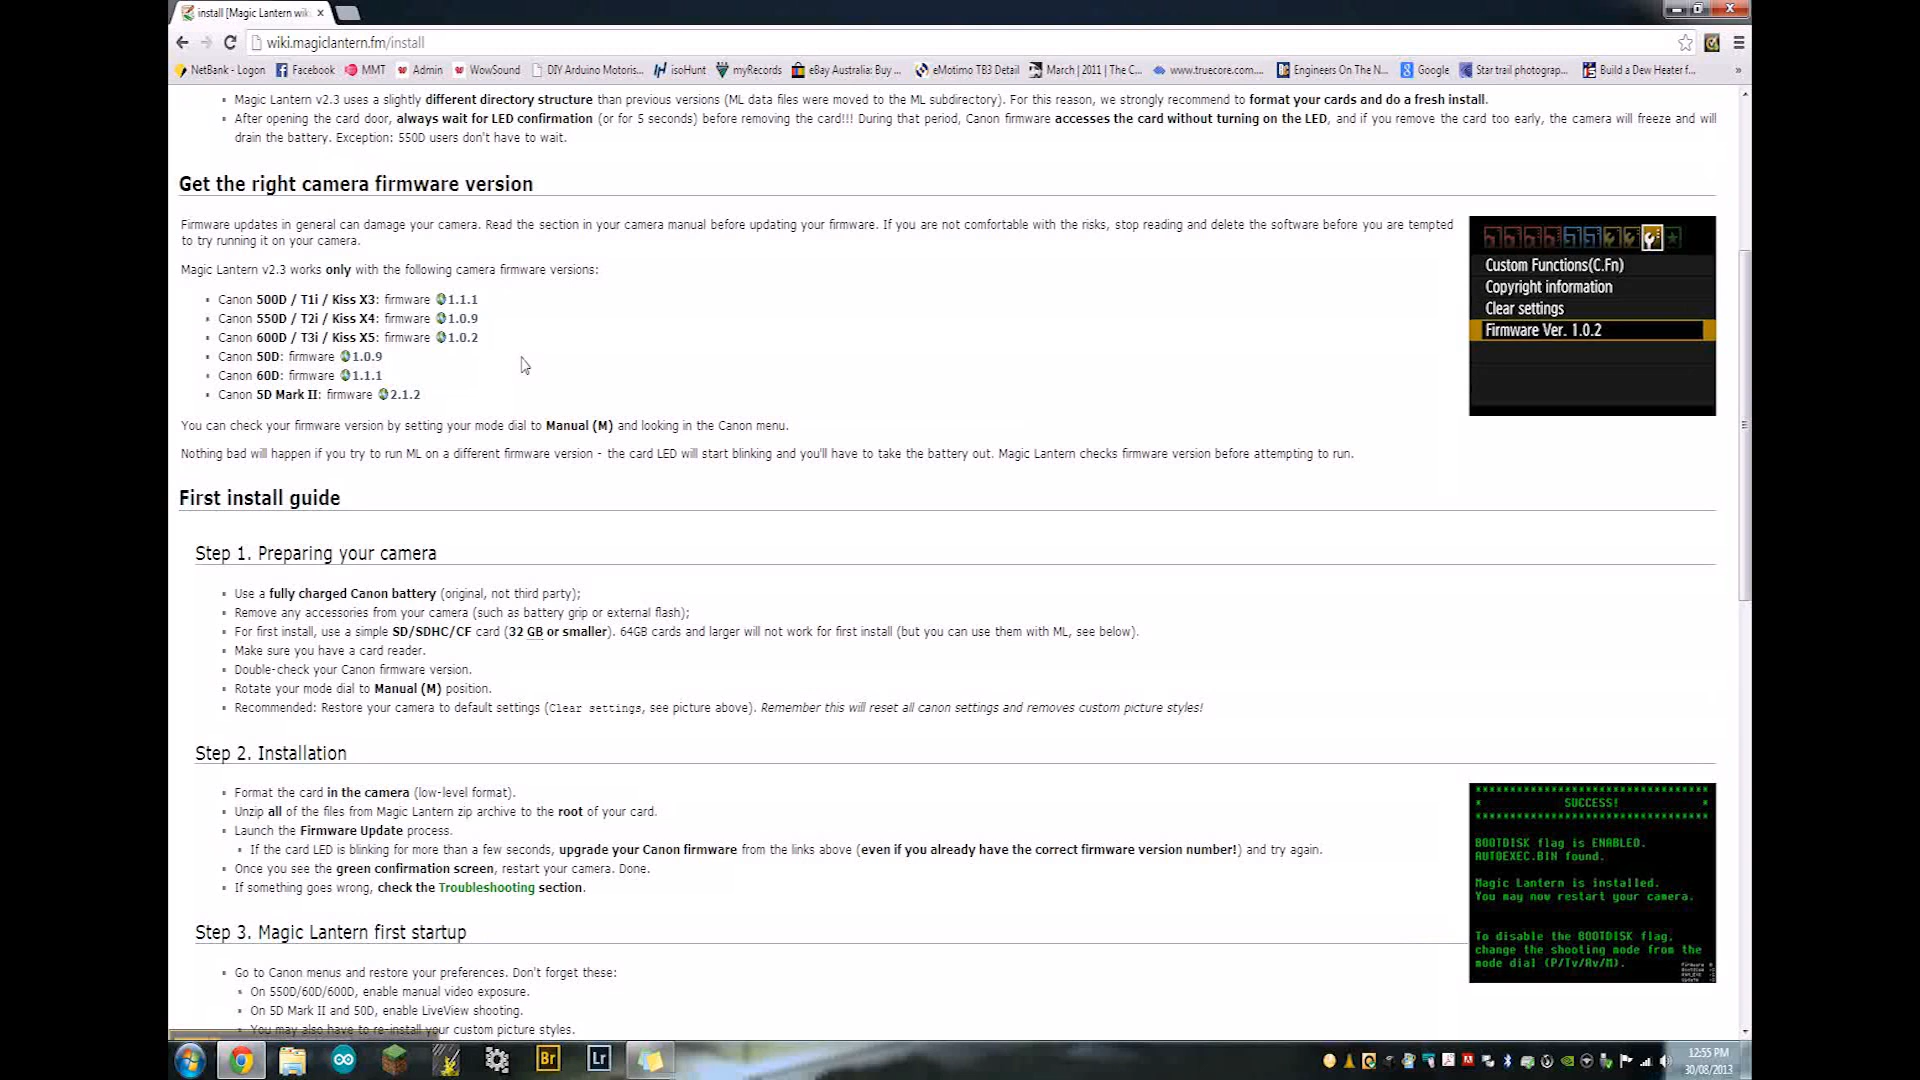 install [Magic Lantern wik
wiki.magiclantern.fm/install
NetBank - Logon Facebook MMT Admin WowSound DIY Arduino Motoris... isoHunt myRecords eBay Australia: Buy ... eMotimo TB3 Detail March | 2011 | The C... www.truecore.com.... Engineers On The N... Google Star trail photograp... Build a Dew Heater f... »
Magic Lantern v2.3 uses a slightly different directory structure than previous versions (ML data files were moved to the ML subdirectory). For this reason, we strongly recommend to format your cards and do a fresh install.
After opening the card door, always wait for LED confirmation (or for 5 seconds) before removing the card!!! During that period, Canon firmware accesses the card without turning on the LED, and if you remove the card too early, the camera will freeze and will
drain the battery. Exception: 550D users don't have to wait.
Get the right camera firmware version
Firmware updates in general can damage your camera. Read the section in your camera manual before updating your firmware. If you are not comfortable with the risks, stop reading and delete the software before you are tempted
to try running it on your camera.
Magic Lantern v2.3 works only with the following camera firmware versions:
Canon 500D / T1i / Kiss X3: firmware 1.1.1
Canon 550D / T2i / Kiss X4: firmware 1.0.9
Canon 600D / T3i / Kiss X5: firmware 1.0.2
Canon 50D: firmware 1.0.9
Canon 60D: firmware 1.1.1
Canon 5D Mark II: firmware 2.1.2
Custom Functions(C.Fn)
Copyright information
Clear settings
Firmware Ver. 1.0.2
You can check your firmware version by setting your mode dial to Manual (M) and looking in the Canon menu.
Nothing bad will happen if you try to run ML on a different firmware version - the card LED will start blinking and you'll have to take the battery out. Magic Lantern checks firmware version before attempting to run.
First install guide
Step 1. Preparing your camera
Use a fully charged Canon battery (original, not third party);
Remove any accessories from your camera (such as battery grip or external flash);
For first install, use a simple SD/SDHC/CF card (32 GB or smaller). 64GB cards and larger will not work for first install (but you can use them with ML, see below).
Make sure you have a card reader.
Double-check your Canon firmware version.
Rotate your mode dial to Manual (M) position.
Recommended: Restore your camera to default settings (Clear settings, see picture above). Remember this will reset all canon settings and removes custom picture styles!
Step 2. Installation
Format the card in the camera (low-level format).
Unzip all of the files from Magic Lantern zip archive to the root of your card.
Launch the Firmware Update process.
If the card LED is blinking for more than a few seconds, upgrade your Canon firmware from the links above (even if you already have the correct firmware version number!) and try again.
Once you see the green confirmation screen, restart your camera. Done.
If something goes wrong, check the Troubleshooting section.
********************************
* SUCCESS! *
********************************
BOOTDISK flag is ENABLED.
AUTOEXEC.BIN found.
Magic Lantern is installed.
You may now restart your camera.
To disable the BOOTDISK flag,
change the shooting mode from the
mode dial (P/Tv/Av/M).
Step 3. Magic Lantern first startup
Go to Canon menus and restore your preferences. Don't forget these:
On 550D/60D/600D, enable manual video exposure.
On 5D Mark II and 50D, enable LiveView shooting.
You may also have to re-install your custom picture styles.
Br Lr
12:55 PM
30/08/2013